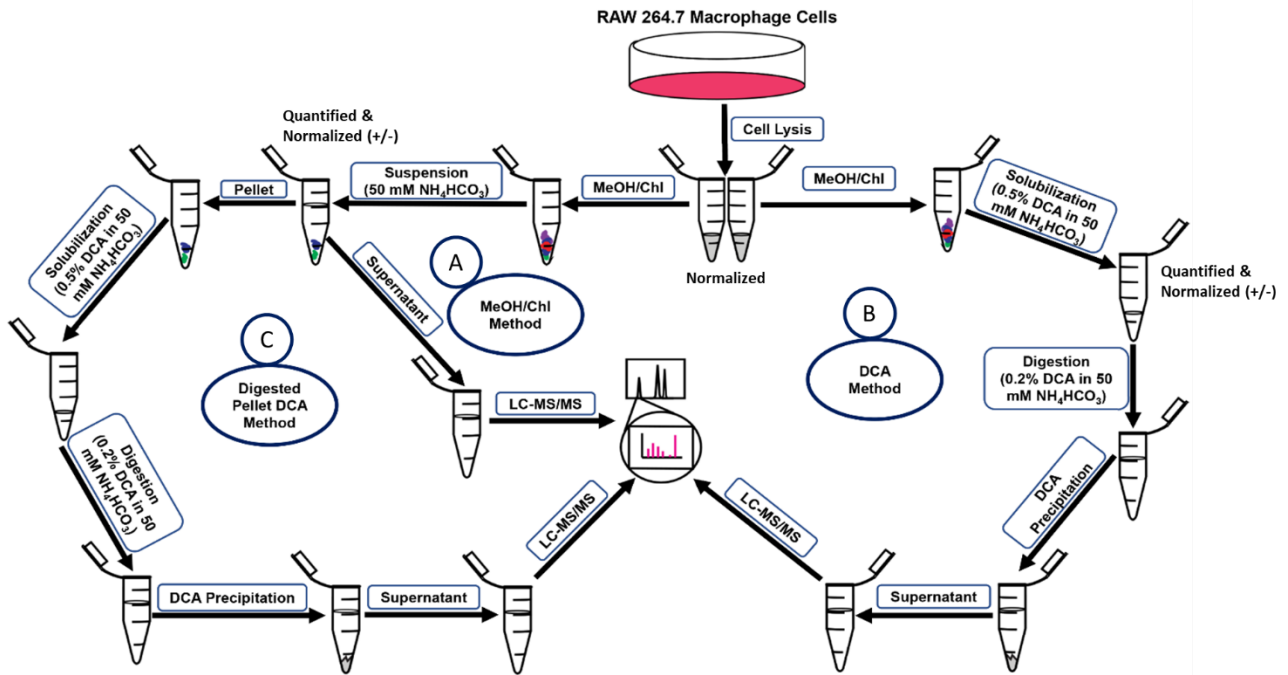 RAW 264.7 Macrophage Cells
Cell Lysis
Quantified &
Normalized (+/-)
Pellet
Suspension
(50 mM NH₄HCO₃)
MeOH/Chl
MeOH/Chl
Normalized
Solubilization
(0.5% DCA in 50
mM NH₄HCO₃)
Solubilization
(0.5% DCA in 50
mM NH₄HCO₃)
Quantified &
Normalized (+/-)
Supernatant
A
MeOH/Chl
Method
B
DCA
Method
C
Digested
Pellet DCA
Method
LC-MS/MS
Digestion
(0.2% DCA in 50
mM NH₄HCO₃)
Digestion
(0.2% DCA in 50
mM NH₄HCO₃)
DCA
Precipitation
LC-MS/MS
LC-MS/MS
DCA Precipitation
Supernatant
Supernatant